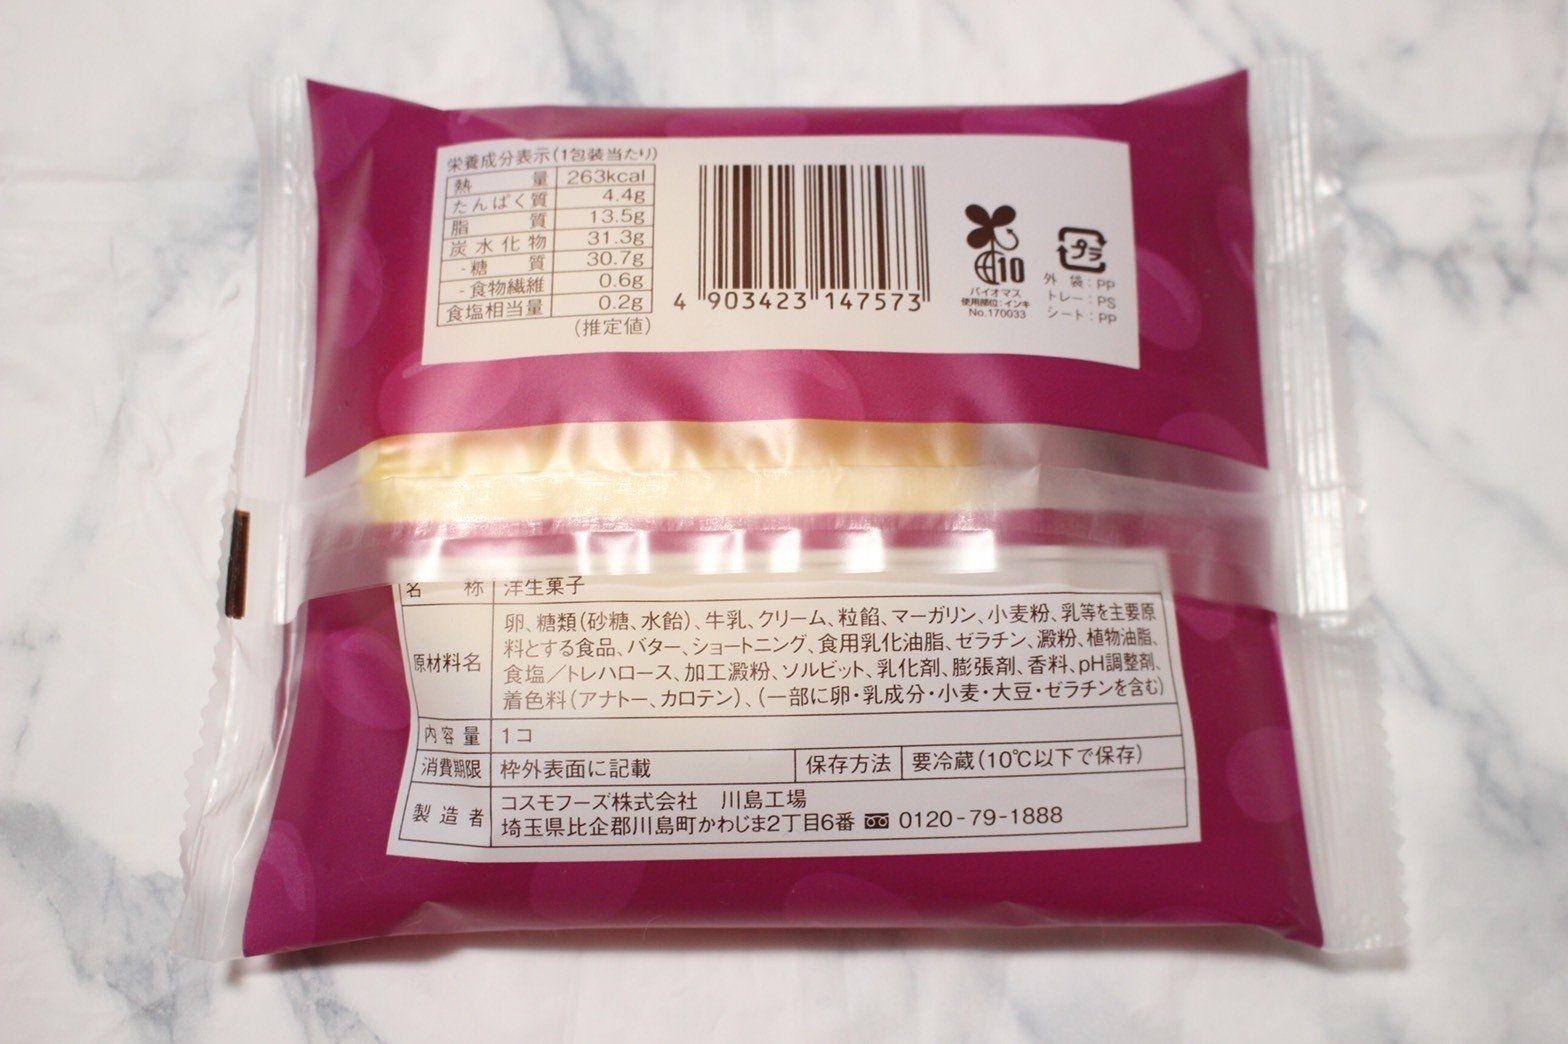 栄養成分表示(1包装当たり)
熱量 263kcal
たんぱく質 4.4g
脂質 13.5g
炭水化物 31.3g
-糖質 30.7g
-食物繊維 0.6g
食塩相当量 0.2g
(推定値)
4 903423 147573
10
バイオマス
使用部位:インキ
No.170033
プラ
外袋:PP
トレー:PS
シート:PP
名称 洋生菓子
原材料名
卵、糖類(砂糖、水飴)、牛乳、クリーム、粒餡、マーガリン、小麦粉、乳等を主要原
料とする食品、バター、ショートニング、食用乳化油脂、ゼラチン、澱粉、植物油脂、
食塩／トレハロース、加工澱粉、ソルビット、乳化剤、膨張剤、香料、pH調整剤、
着色料(アナトー、カロテン)、(一部に卵・乳成分・小麦・大豆・ゼラチンを含む)
内容量 1コ
消費期限 枠外表面に記載 保存方法 要冷蔵(10℃以下で保存)
製造者
コスモフーズ株式会社 川島工場
埼玉県比企郡川島町かわじま2丁目6番 0120-79-1888